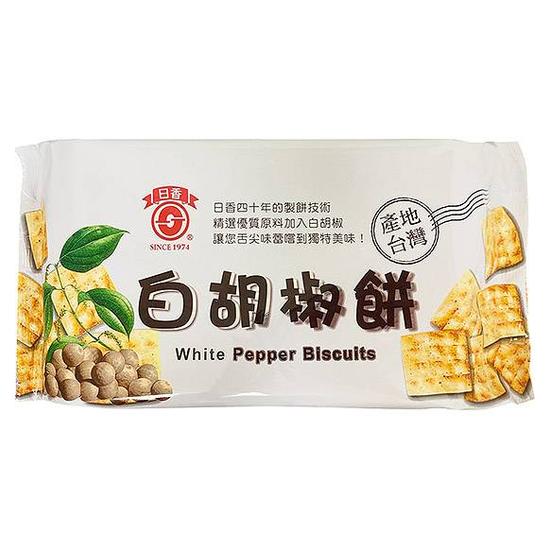 日香
SINCE 1974
®
日香四十年的製餅技術
精選優質原料加入白胡椒
讓您舌尖味蕾嚐到獨特美味！
產地
台灣
白胡椒餅
White Pepper Biscuits